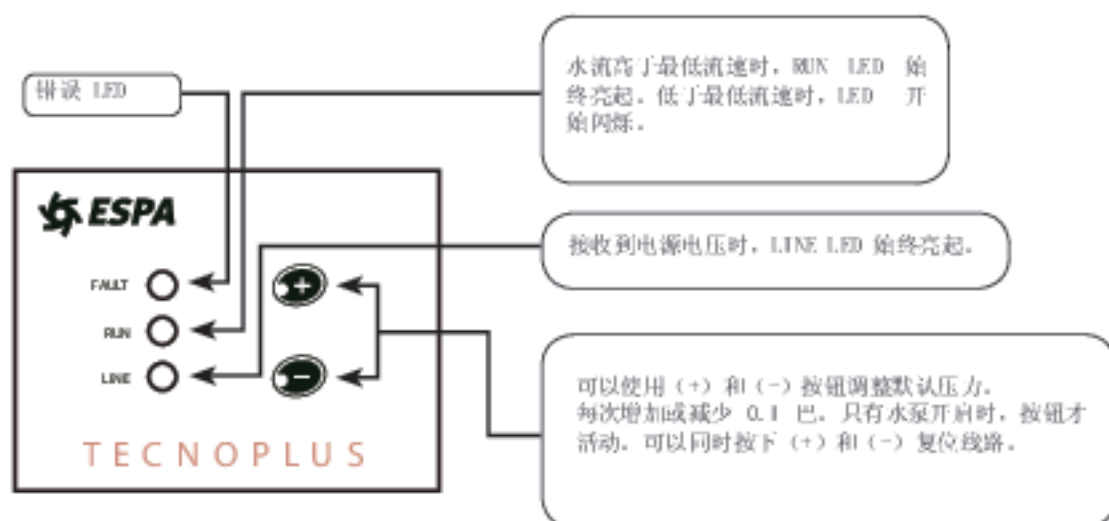 错误 LED
水流高于最低流速时，RUN LED 始
终亮起。低于最低流速时，LED 开
始闪烁。
ESPA
接收到电源电压时，LINE LED 始终亮起。
FAULT
+
RUN
LINE
-
可以使用（+）和（-）按钮调整默认压力。
每次增加或减少 0.1 巴。只有水泵开启时，按钮才
活动。可以同时按下（+）和（-）复位线路。
TECNOPLUS